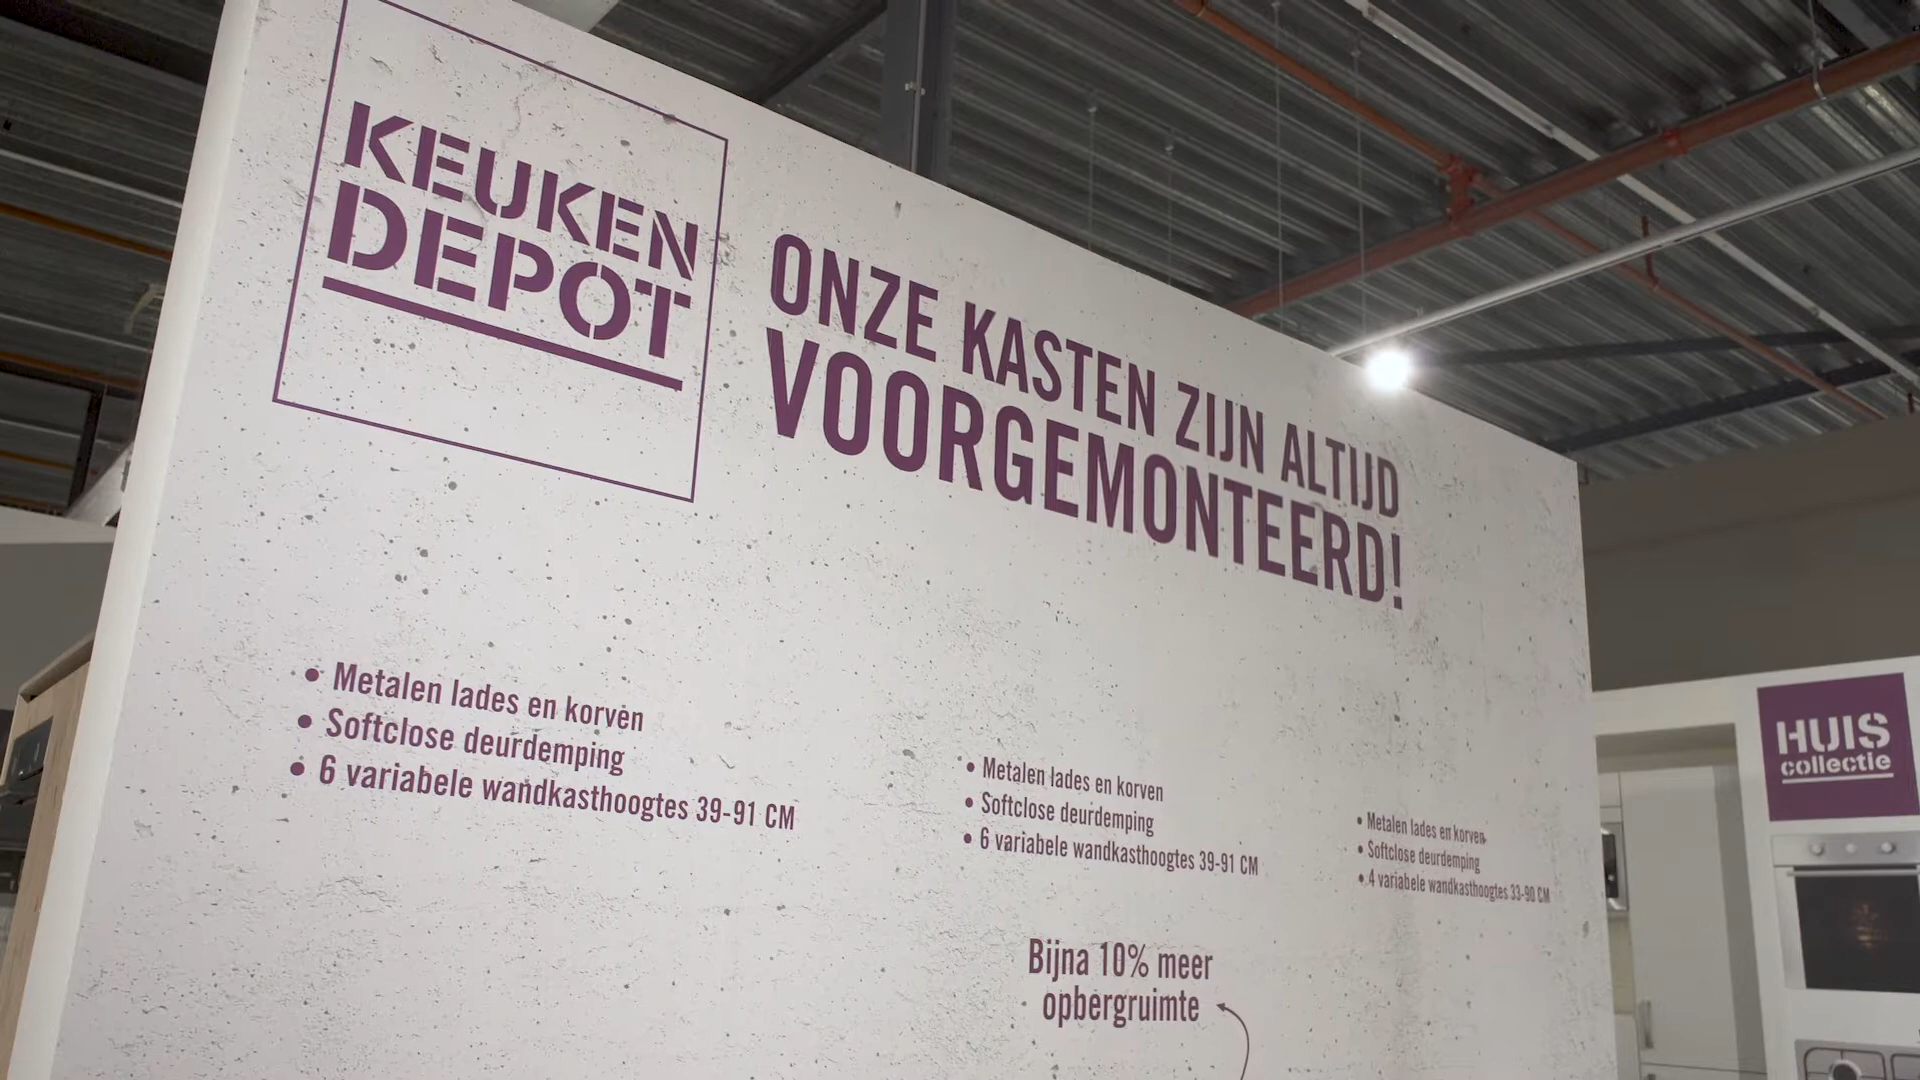 KEUKEN
DEPOT
ONZE KASTEN ZIJN ALTIJD
VOORGEMONTEERD!
• Metalen lades en korven
• Softclose deurdemping
• 6 variabele wandkasthoogtes 39-91 CM
• Metalen lades en korven
• Softclose deurdemping
• 6 variabele wandkasthoogtes 39-91 CM
• Metalen lades en korven
• Softclose deurdemping
• 4 variabele wandkasthoogtes 33-90 CM
Bijna 10% meer
opbergruimte
HUIS
collectie